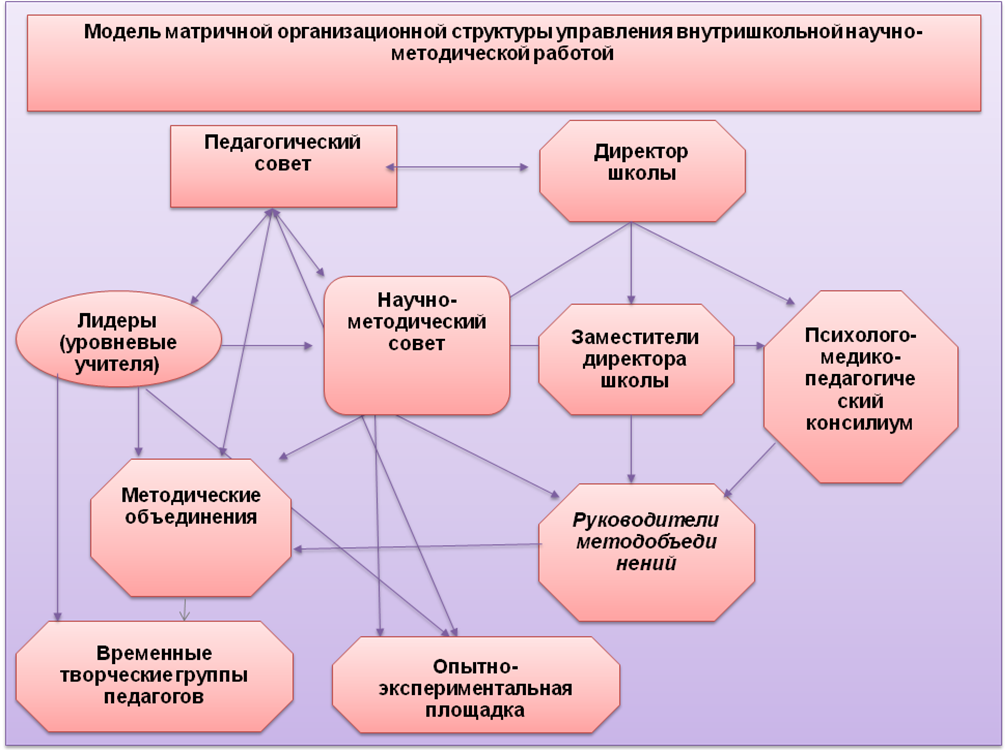 Модель матричной организационной структуры управления внутришкольной научно-
методической работой
Педагогический
совет
Директор
школы
Лидеры
(уровневые
учителя)
Научно-
методический
совет
Заместители
директора
школы
Психолого-
медико-
педагогиче
ский
консилиум
Методические
объединения
Руководители
методобъеди
нений
Временные
творческие группы
педагогов
Опытно-
экспериментальная
площадка